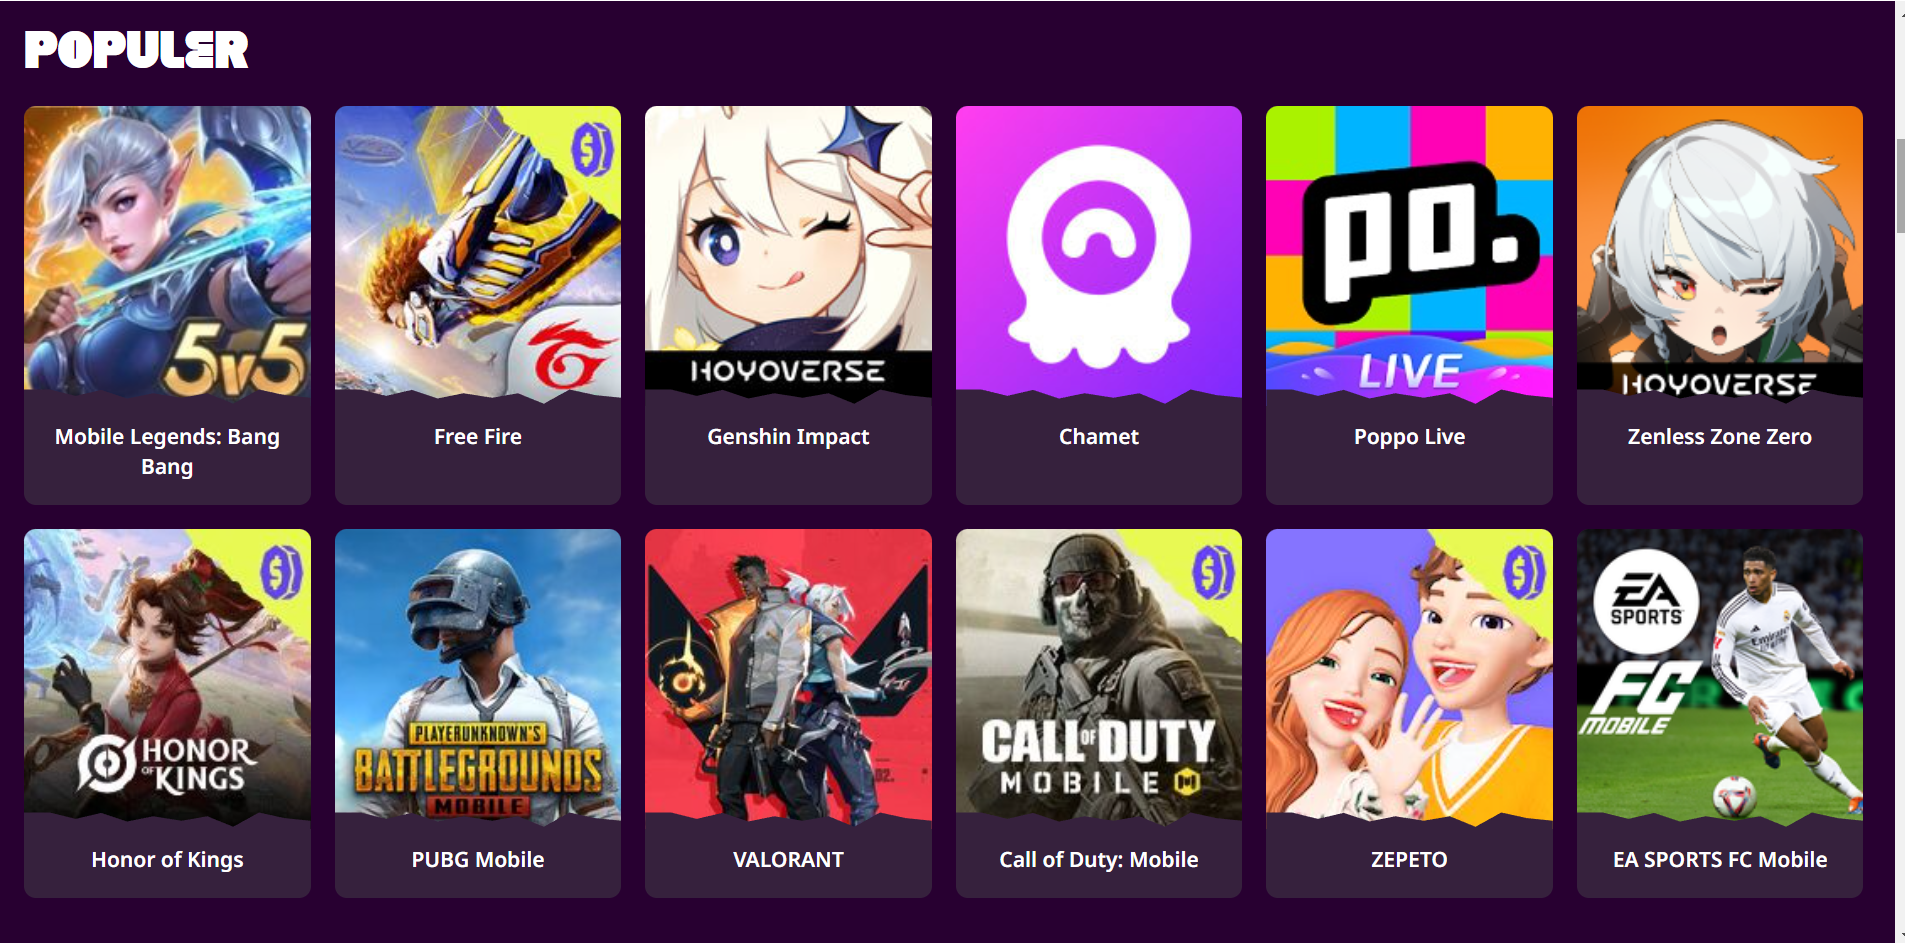 POPULER
5v5
HOYOVERSE
po.
LIVE
HOYOVERSE
Mobile Legends: Bang
Bang
Free Fire
Genshin Impact
Chamet
Poppo Live
Zenless Zone Zero
HONOR
OF KINGS
PLAYERUNKNOWN'S
BATTLEGROUNDS
MOBILE
CALL OF DUTY
MOBILE
EA
SPORTS
FC
MOBILE
Honor of Kings
PUBG Mobile
VALORANT
Call of Duty: Mobile
ZEPETO
EA SPORTS FC Mobile